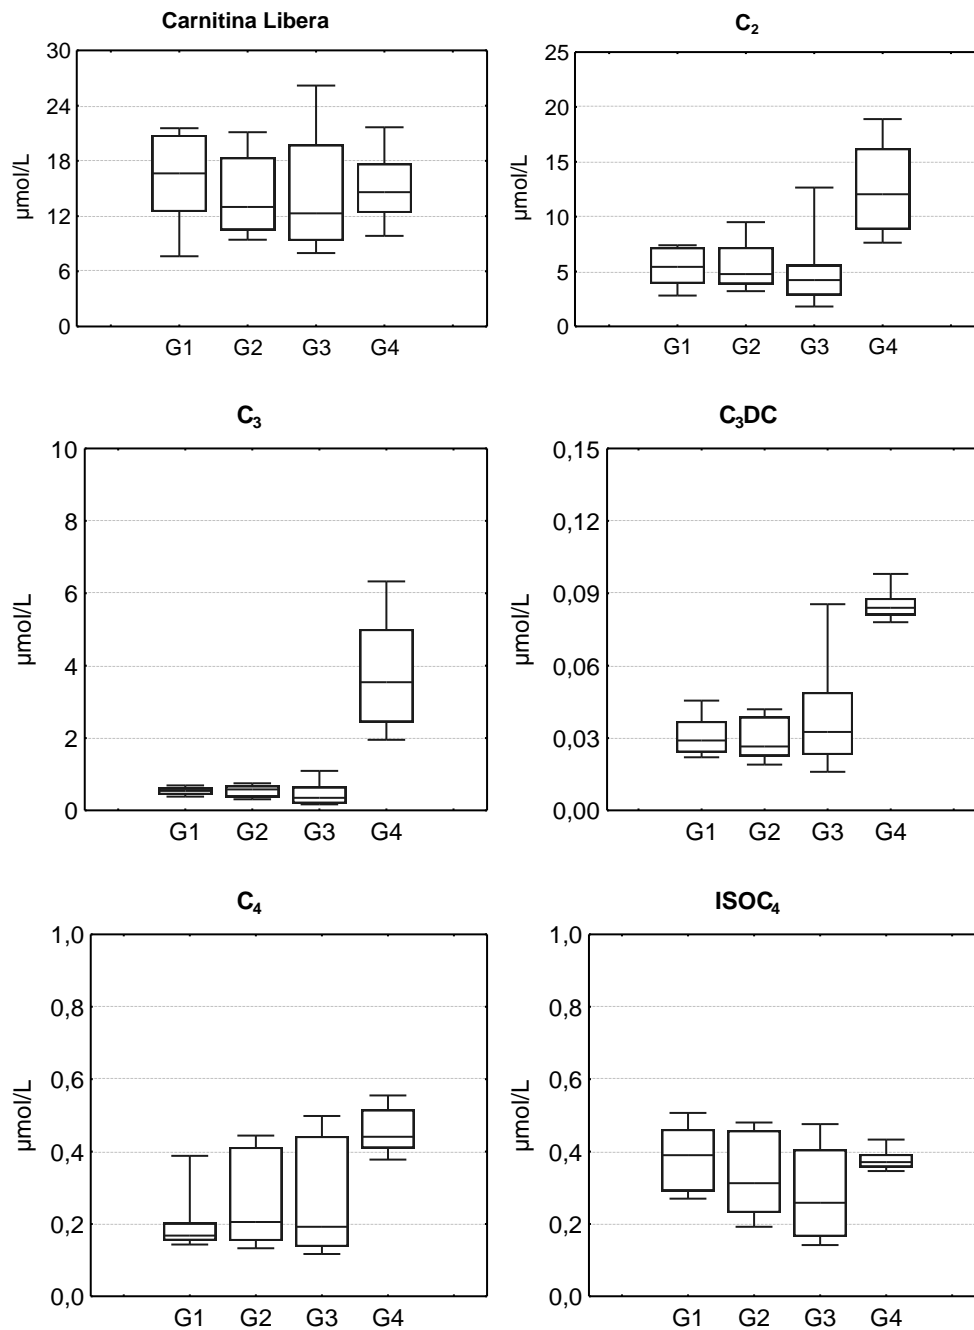 Carnitina Libera
µmol/L
30
24
18
12
6
0
G1 G2 G3 G4
C₂
µmol/L
25
20
15
10
5
0
G1 G2 G3 G4
C₃
µmol/L
10
8
6
4
2
0
G1 G2 G3 G4
C₃DC
µmol/L
0,15
0,12
0,09
0,06
0,03
0,00
G1 G2 G3 G4
C₄
µmol/L
1,0
0,8
0,6
0,4
0,2
0,0
G1 G2 G3 G4
ISOC₄
µmol/L
1,0
0,8
0,6
0,4
0,2
0,0
G1 G2 G3 G4